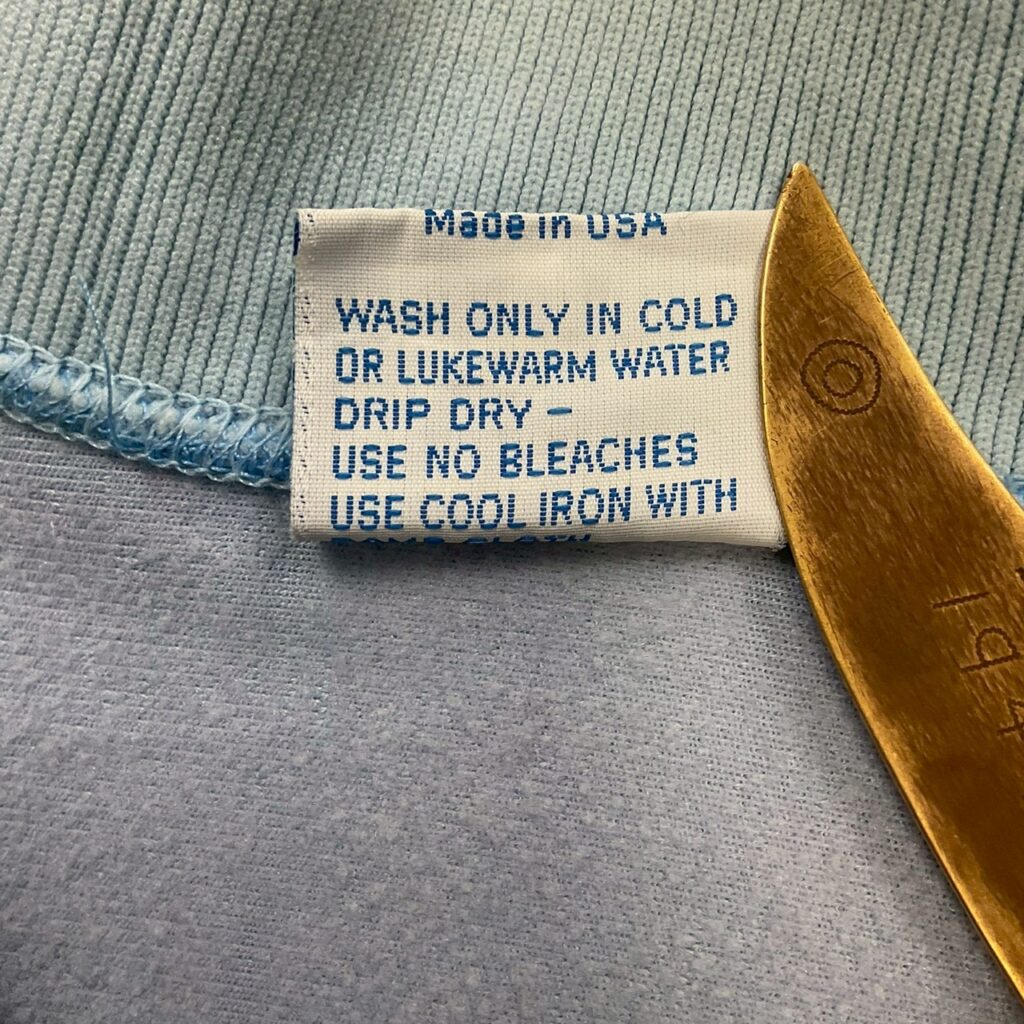 Made in USA
WASH ONLY IN COLD
OR LUKEWARM WATER
DRIP DRY –
USE NO BLEACHES
USE COOL IRON WITH
CLOTH